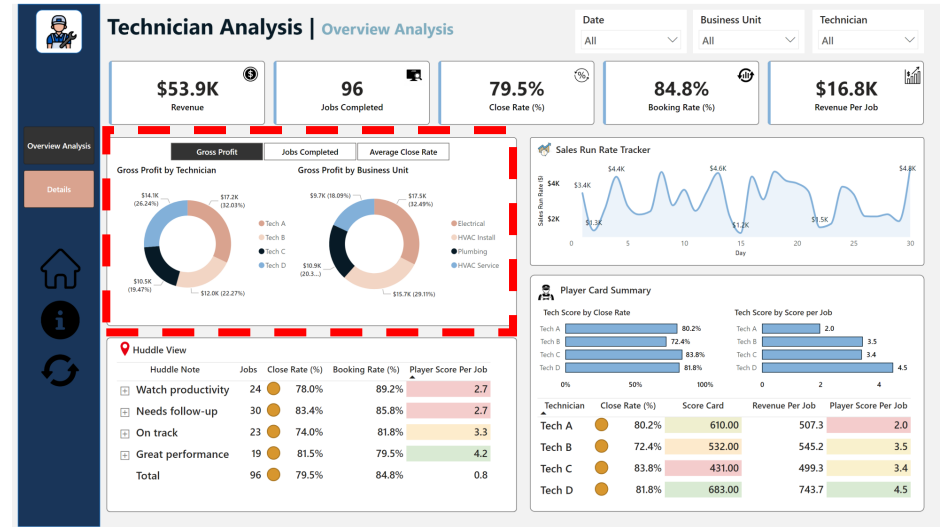 Technician Analysis | Overview Analysis
Date
All
Business Unit
All
Technician
All
$53.9K
Revenue
96
Jobs Completed
79.5%
Close Rate (%)
84.8%
Booking Rate (%)
$16.8K
Revenue Per Job
Overview Analysis
Details
Gross Profit
Jobs Completed
Average Close Rate
Gross Profit by Technician
$14.1K
(26.24%)
$17.2K
(32.03%)
$10.5K
(19.47%)
$12.0K (22.27%)
Tech A
Tech B
Tech C
Tech D
Gross Profit by Business Unit
$9.7K (18.09%)
$17.5K
(32.49%)
$10.9K
(20.3...)
$15.7K (29.11%)
Electrical
HVAC Install
Plumbing
HVAC Service
Sales Run Rate Tracker
Sales Run Rate ($)
$4K
$2K
$3.4K
$1.3K
$4.4K
$4.6K
$1.2K
$1.5K
$4.8K
0 5 10 15 20 25 30
Day
Huddle View
Huddle Note Jobs Close Rate (%) Booking Rate (%) Player Score Per Job
Watch productivity 24 78.0% 89.2% 2.7
Needs follow-up 30 83.4% 85.8% 2.7
On track 23 74.0% 81.8% 3.3
Great performance 19 81.5% 79.5% 4.2
Total 96 79.5% 84.8% 0.8
Player Card Summary
Tech Score by Close Rate
Tech A 80.2%
Tech B 72.4%
Tech C 83.8%
Tech D 81.8%
0% 50% 100%
Tech Score by Score per Job
Tech A 2.0
Tech B 3.5
Tech C 3.4
Tech D 4.5
0 2 4
Technician Close Rate (%) Score Card Revenue Per Job Player Score Per Job
Tech A 80.2% 610.00 507.3 2.0
Tech B 72.4% 532.00 545.2 3.5
Tech C 83.8% 431.00 499.3 3.4
Tech D 81.8% 683.00 743.7 4.5